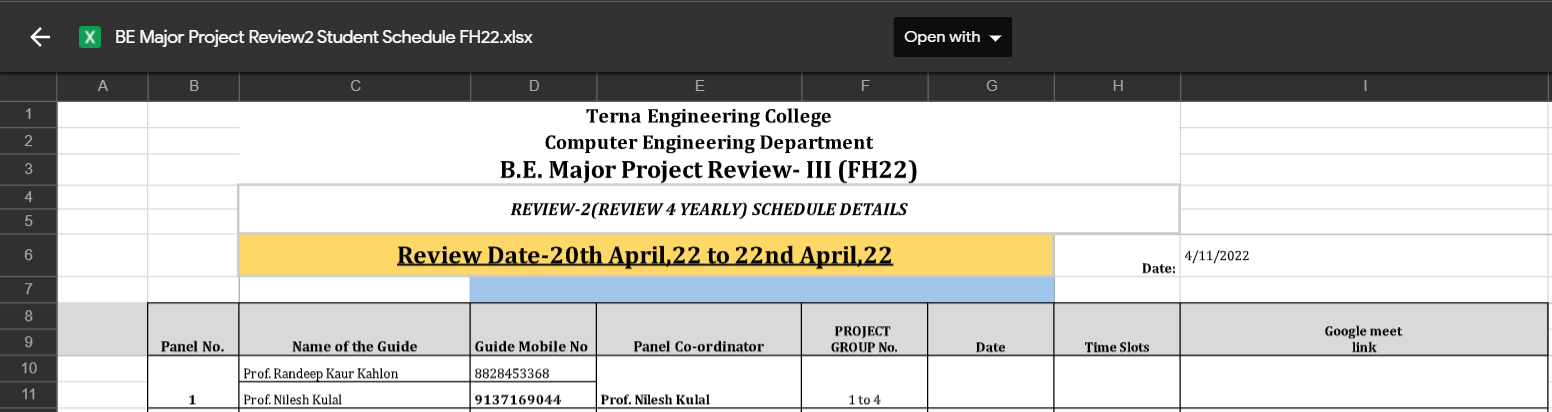 X BE Major Project Review2 Student Schedule FH22.xlsx Open with
A B C D E F G H I
1 Terna Engineering College
2 Computer Engineering Department
3 B.E. Major Project Review- III (FH22)
4
REVIEW-2(REVIEW 4 YEARLY) SCHEDULE DETAILS
5
6 Review Date-20th April,22 to 22nd April,22 Date: 4/11/2022
7
8
9 Panel No. Name of the Guide Guide Mobile No Panel Co-ordinator PROJECT GROUP No. Date Time Slots Google meet link
10 Prof. Randeep Kaur Kahlon 8828453368
11 1 Prof. Nilesh Kulal 9137169044 Prof. Nilesh Kulal 1 to 4